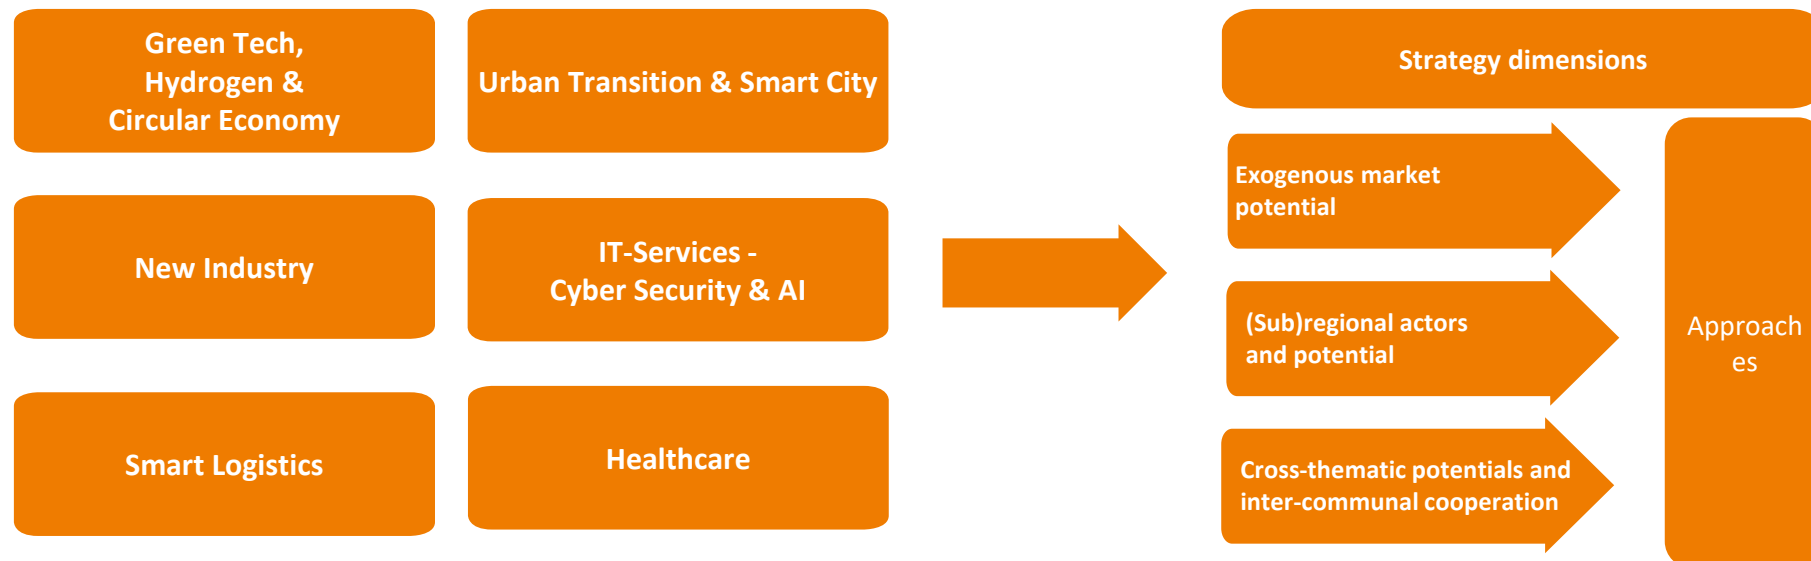 Green Tech,
Hydrogen &
Circular Economy
Urban Transition & Smart City
New Industry
IT-Services -
Cyber Security & AI
Smart Logistics
Healthcare
Strategy dimensions
Exogenous market
potential
(Sub)regional actors
and potential
Cross-thematic potentials and
inter-communal cooperation
Approach
es